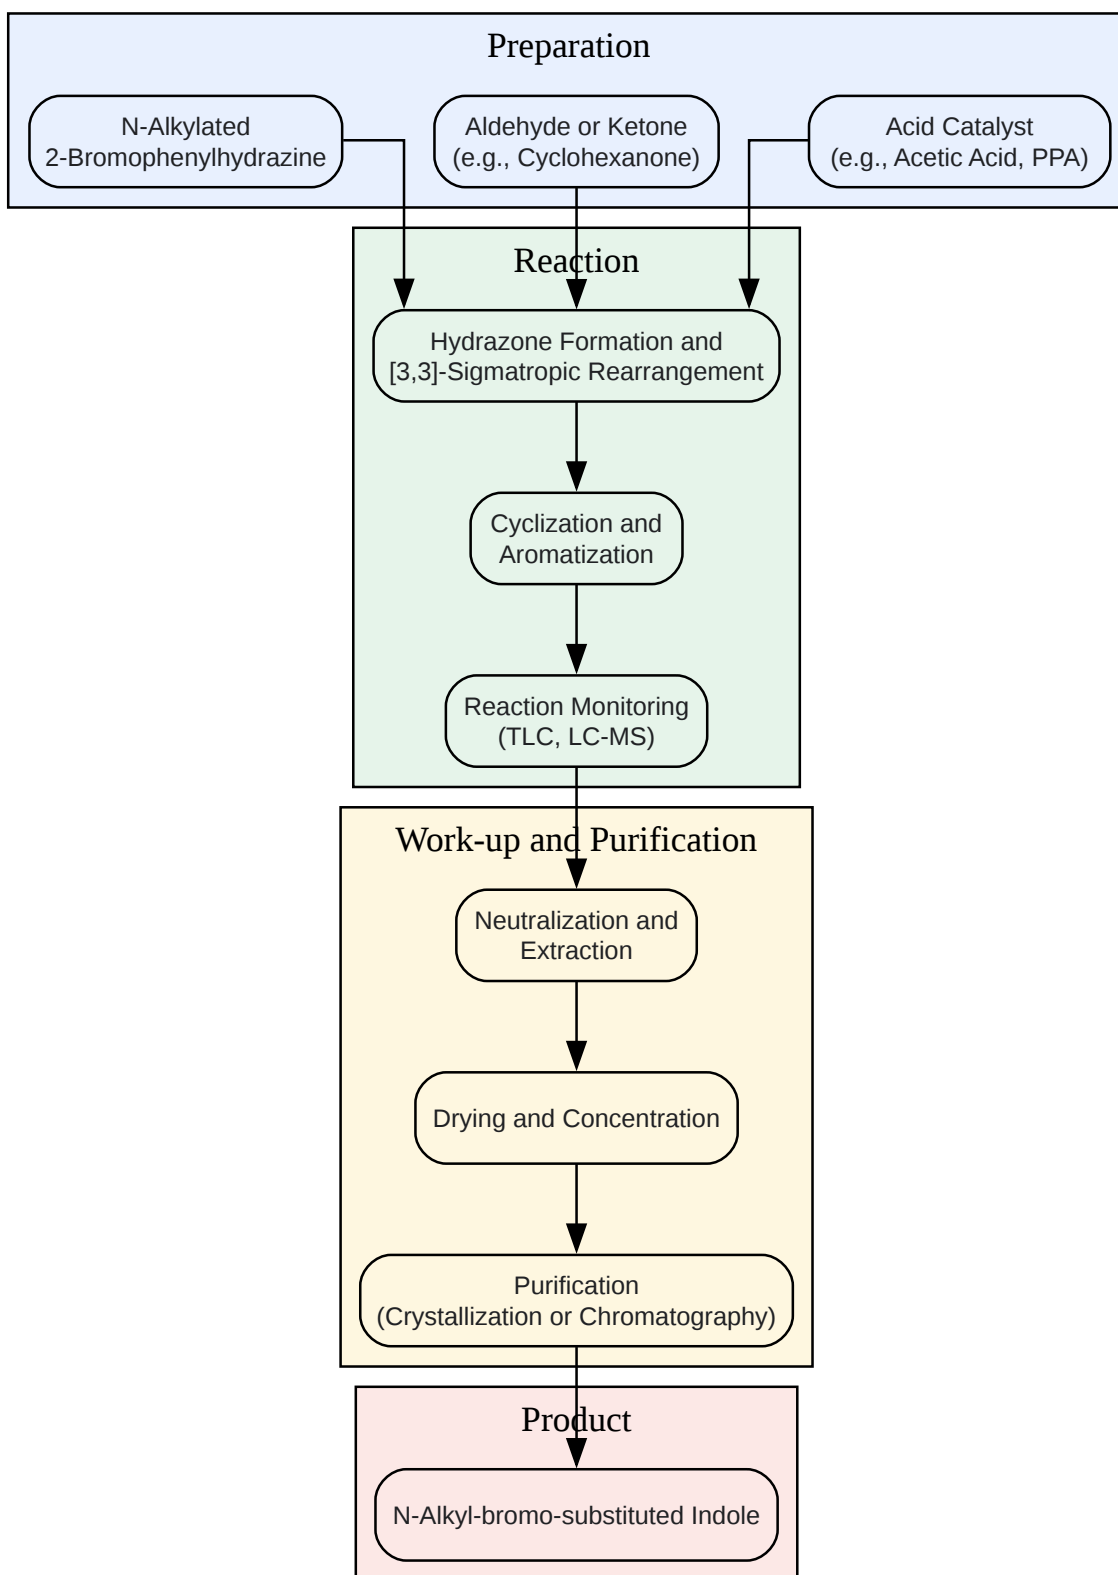 Preparation
N-Alkylated
2-Bromophenylhydrazine
Aldehyde or Ketone
(e.g., Cyclohexanone)
Acid Catalyst
(e.g., Acetic Acid, PPA)
Reaction
Hydrazone Formation and
[3,3]-Sigmatropic Rearrangement
Cyclization and
Aromatization
Reaction Monitoring
(TLC, LC-MS)
Work-up and Purification
Neutralization and
Extraction
Drying and Concentration
Purification
(Crystallization or Chromatography)
Product
N-Alkyl-bromo-substituted Indole